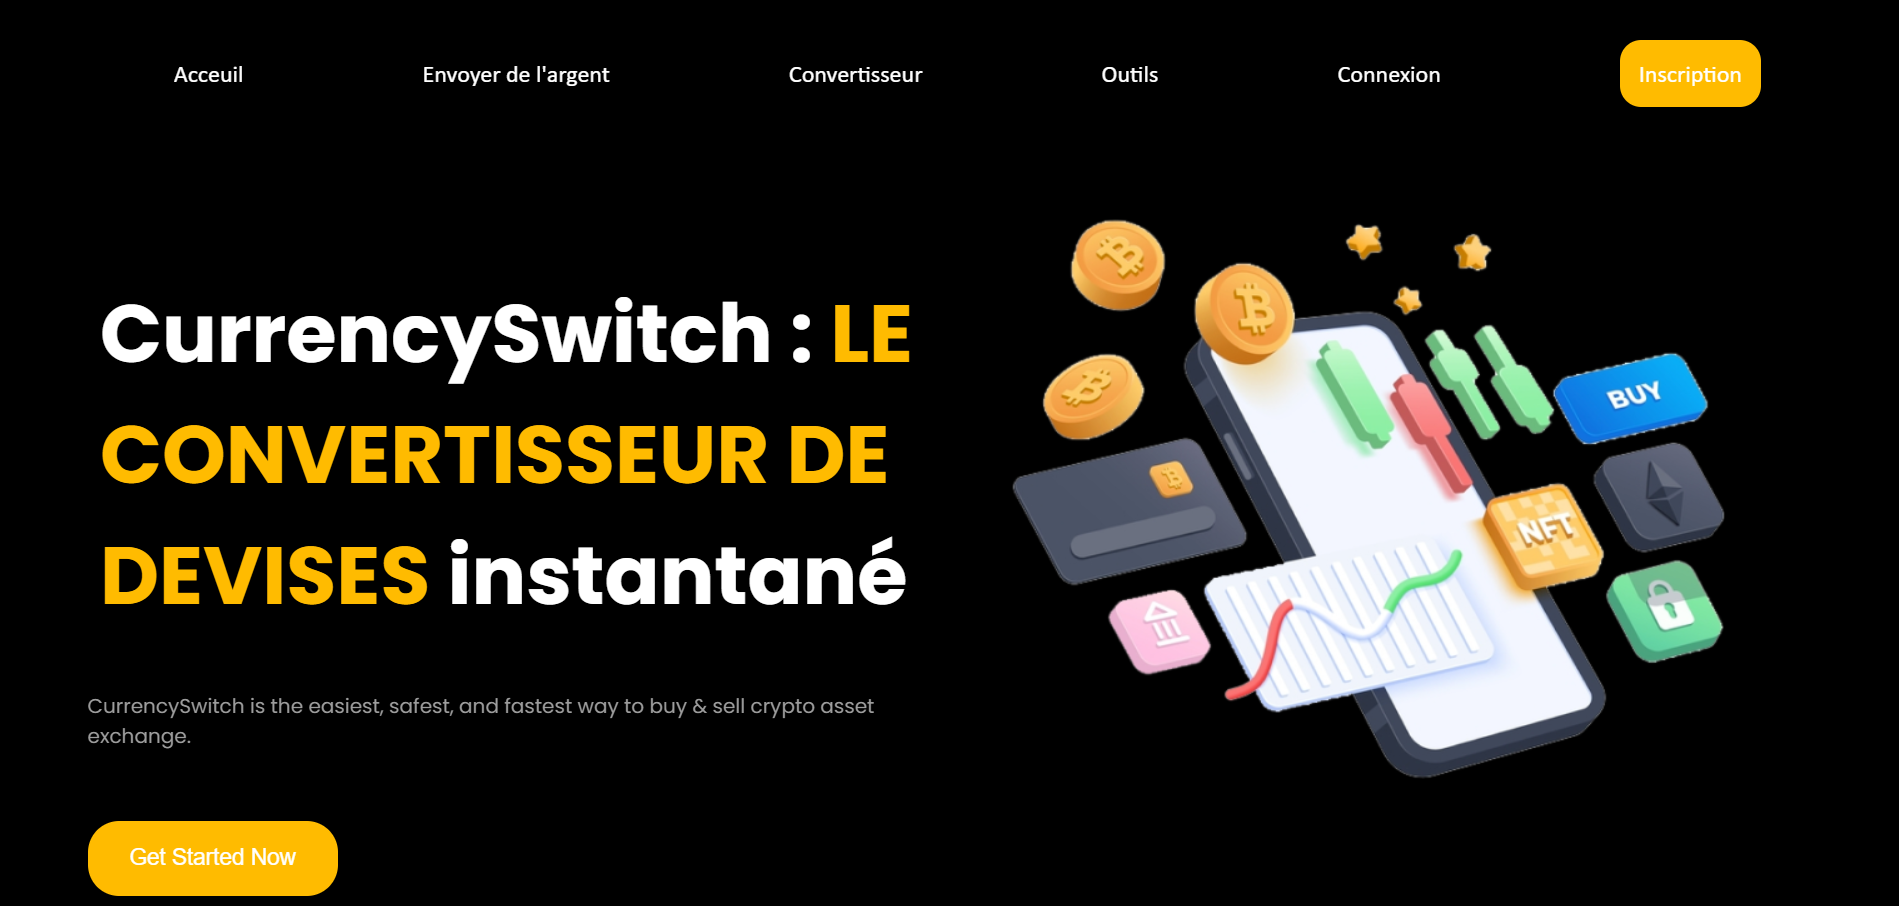 Acceuil
Envoyer de l'argent
Convertisseur
Outils
Connexion
Inscription
CurrencySwitch : LE
CONVERTISSEUR DE
DEVISES instantané
CurrencySwitch is the easiest, safest, and fastest way to buy & sell crypto asset
exchange.
Get Started Now
BUY
NFT